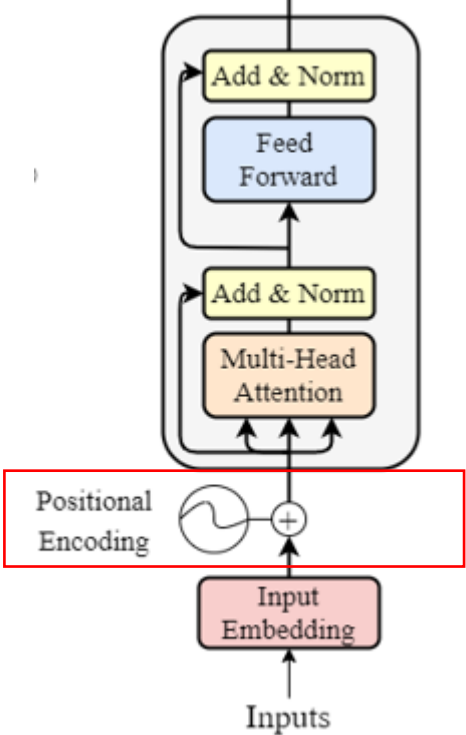 Add & Norm
Feed
Forward
)
Add & Norm
Multi-Head
Attention
Positional
Encoding
+
Input
Embedding
Inputs